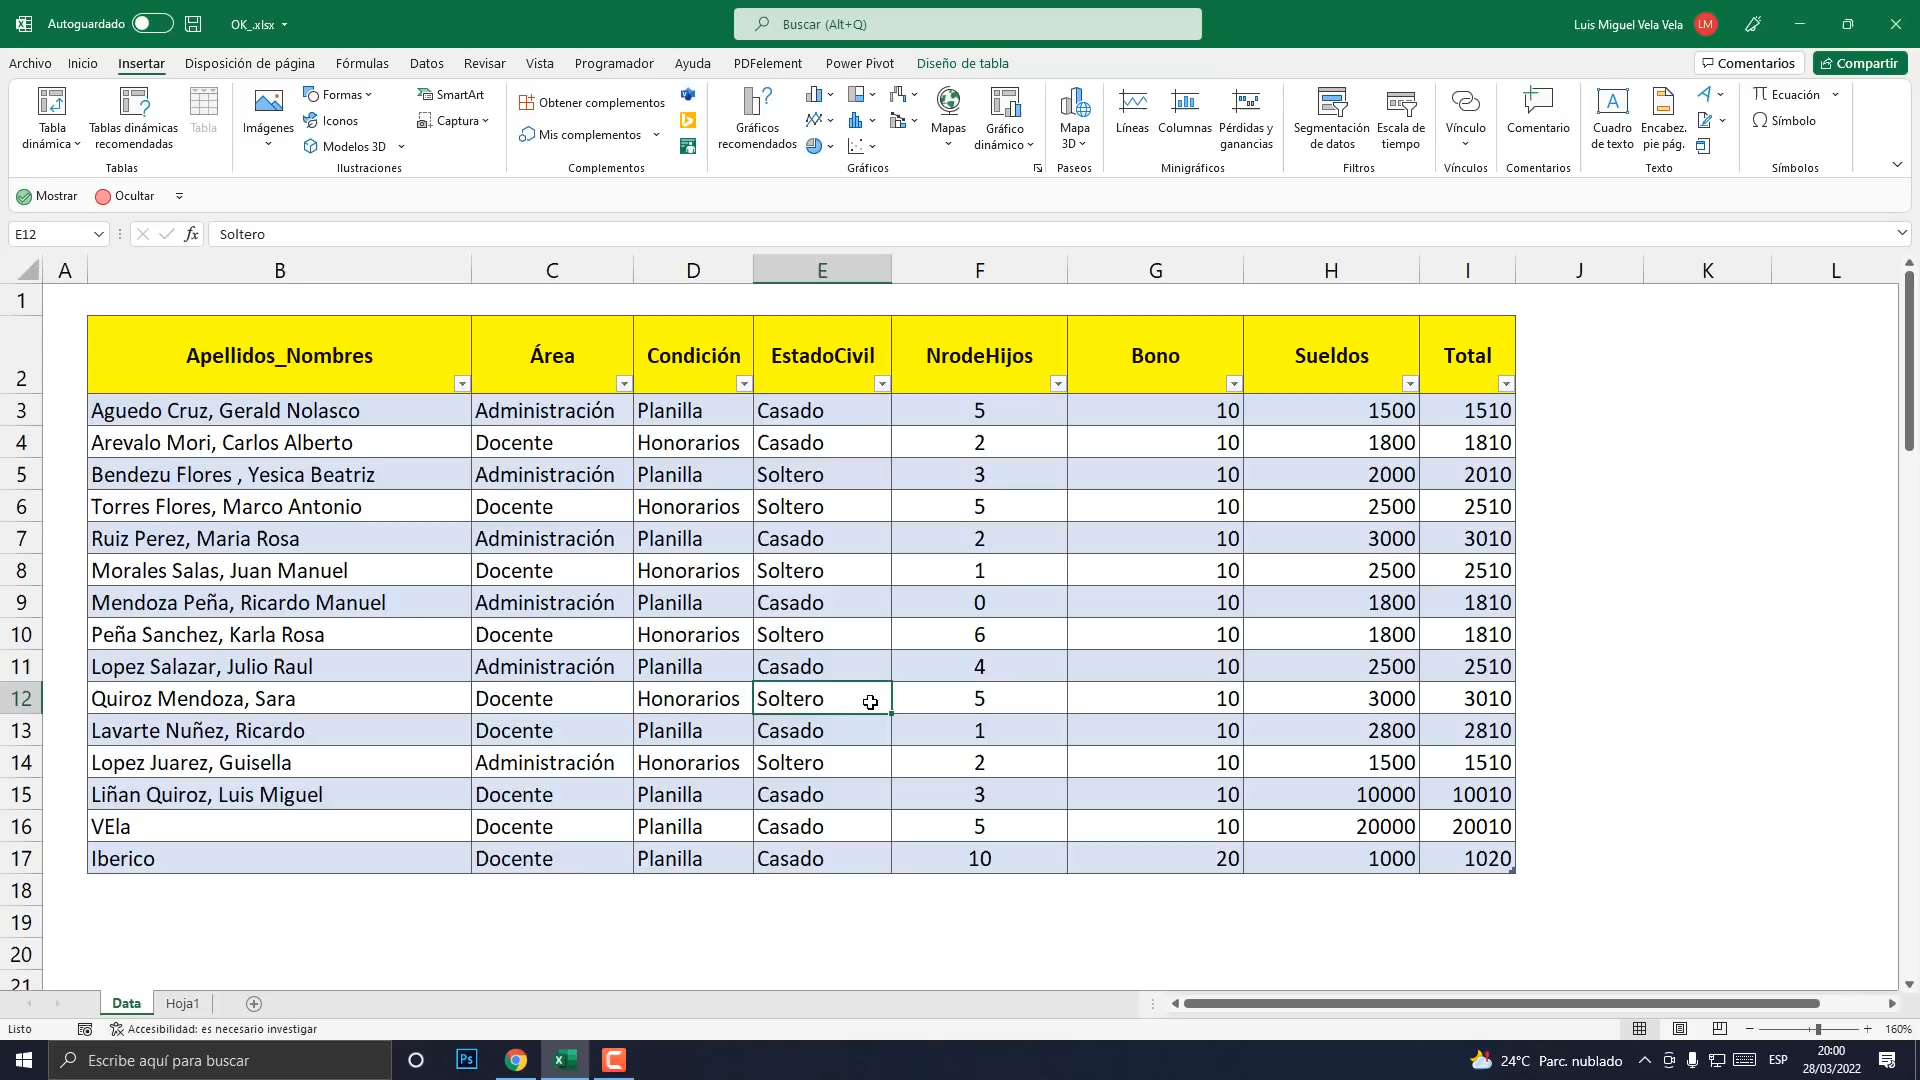 Autoguardado OK_.xlsx Buscar (Alt+Q) Luis Miguel Vela Vela LM
Archivo Inicio Insertar Disposición de página Fórmulas Datos Revisar Vista Programador Ayuda PDFelement Power Pivot Diseño de tabla Comentarios Compartir
Tabla dinámica
Tablas dinámicas recomendadas
Tabla
Tablas
Imágenes
Formas
Iconos
Modelos 3D
SmartArt
Captura
Ilustraciones
Obtener complementos
Mis complementos
Complementos
Gráficos recomendados
Mapas
Gráfico dinámico
Gráficos
Mapa 3D
Paseos
Líneas
Columnas
Pérdidas y ganancias
Minigráficos
Segmentación de datos
Escala de tiempo
Filtros
Vínculo
Vínculos
Comentario
Comentarios
Cuadro de texto
Encabez. pie pág.
Texto
Ecuación
Símbolo
Símbolos
Mostrar Ocultar
E12 fx Soltero
A B C D E F G H I J K L
1
2 Apellidos_Nombres Área Condición EstadoCivil NrodeHijos Bono Sueldos Total
3 Aguedo Cruz, Gerald Nolasco Administración Planilla Casado 5 10 1500 1510
4 Arevalo Mori, Carlos Alberto Docente Honorarios Casado 2 10 1800 1810
5 Bendezu Flores , Yesica Beatriz Administración Planilla Soltero 3 10 2000 2010
6 Torres Flores, Marco Antonio Docente Honorarios Soltero 5 10 2500 2510
7 Ruiz Perez, Maria Rosa Administración Planilla Casado 2 10 3000 3010
8 Morales Salas, Juan Manuel Docente Honorarios Soltero 1 10 2500 2510
9 Mendoza Peña, Ricardo Manuel Administración Planilla Casado 0 10 1800 1810
10 Peña Sanchez, Karla Rosa Docente Honorarios Soltero 6 10 1800 1810
11 Lopez Salazar, Julio Raul Administración Planilla Casado 4 10 2500 2510
12 Quiroz Mendoza, Sara Docente Honorarios Soltero 5 10 3000 3010
13 Lavarte Nuñez, Ricardo Docente Planilla Casado 1 10 2800 2810
14 Lopez Juarez, Guisella Administración Honorarios Soltero 2 10 1500 1510
15 Liñan Quiroz, Luis Miguel Docente Planilla Casado 3 10 10000 10010
16 VEla Docente Planilla Casado 5 10 20000 20010
17 Iberico Docente Planilla Casado 10 20 1000 1020
18
19
20
21
Data Hoja1
Listo Accesibilidad: es necesario investigar 160%
Escribe aquí para buscar Ps 24°C Parc. nublado ESP 20:00
28/03/2022